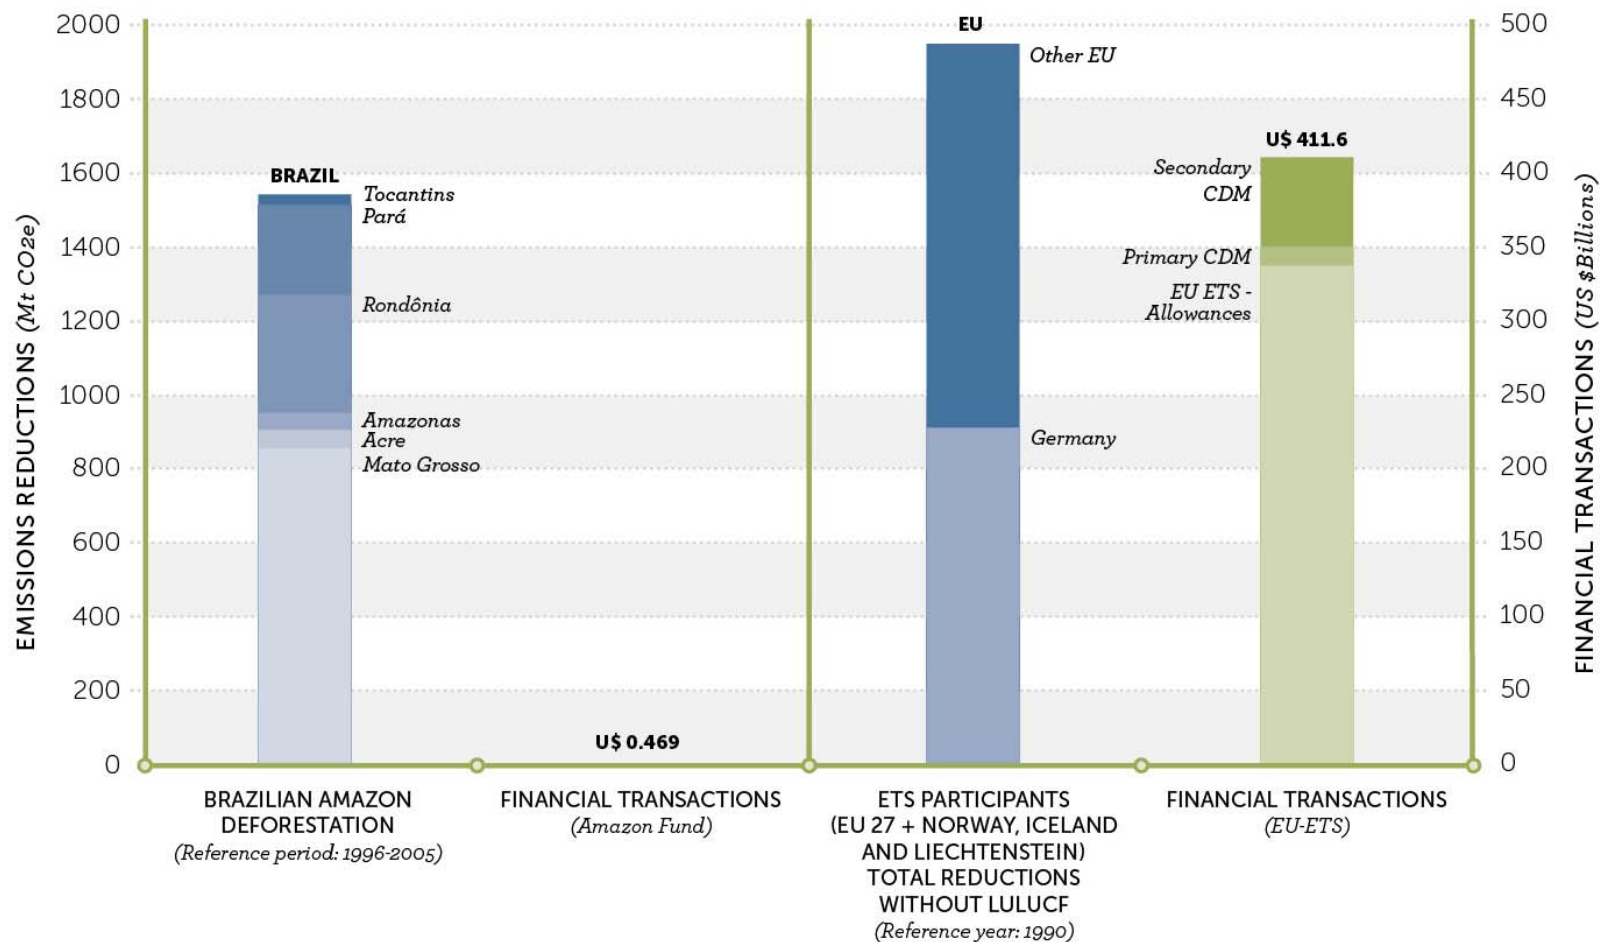 EMISSIONS REDUCTIONS (Mt CO2e)
2000
1800
1600
1400
1200
1000
800
600
400
200
0
BRAZIL
Tocantins
Pará
Rondônia
Amazonas
Acre
Mato Grosso
U$ 0.469
EU
Other EU
Germany
U$ 411.6
Secondary
CDM
Primary CDM
EU ETS -
Allowances
500
450
400
350
300
250
200
150
100
50
0
FINANCIAL TRANSACTIONS (US $Billions)
BRAZILIAN AMAZON
DEFORESTATION
(Reference period: 1996-2005)
FINANCIAL TRANSACTIONS
(Amazon Fund)
ETS PARTICIPANTS
(EU 27 + NORWAY, ICELAND
AND LIECHTENSTEIN)
TOTAL REDUCTIONS
WITHOUT LULUCF
(Reference year: 1990)
FINANCIAL TRANSACTIONS
(EU-ETS)